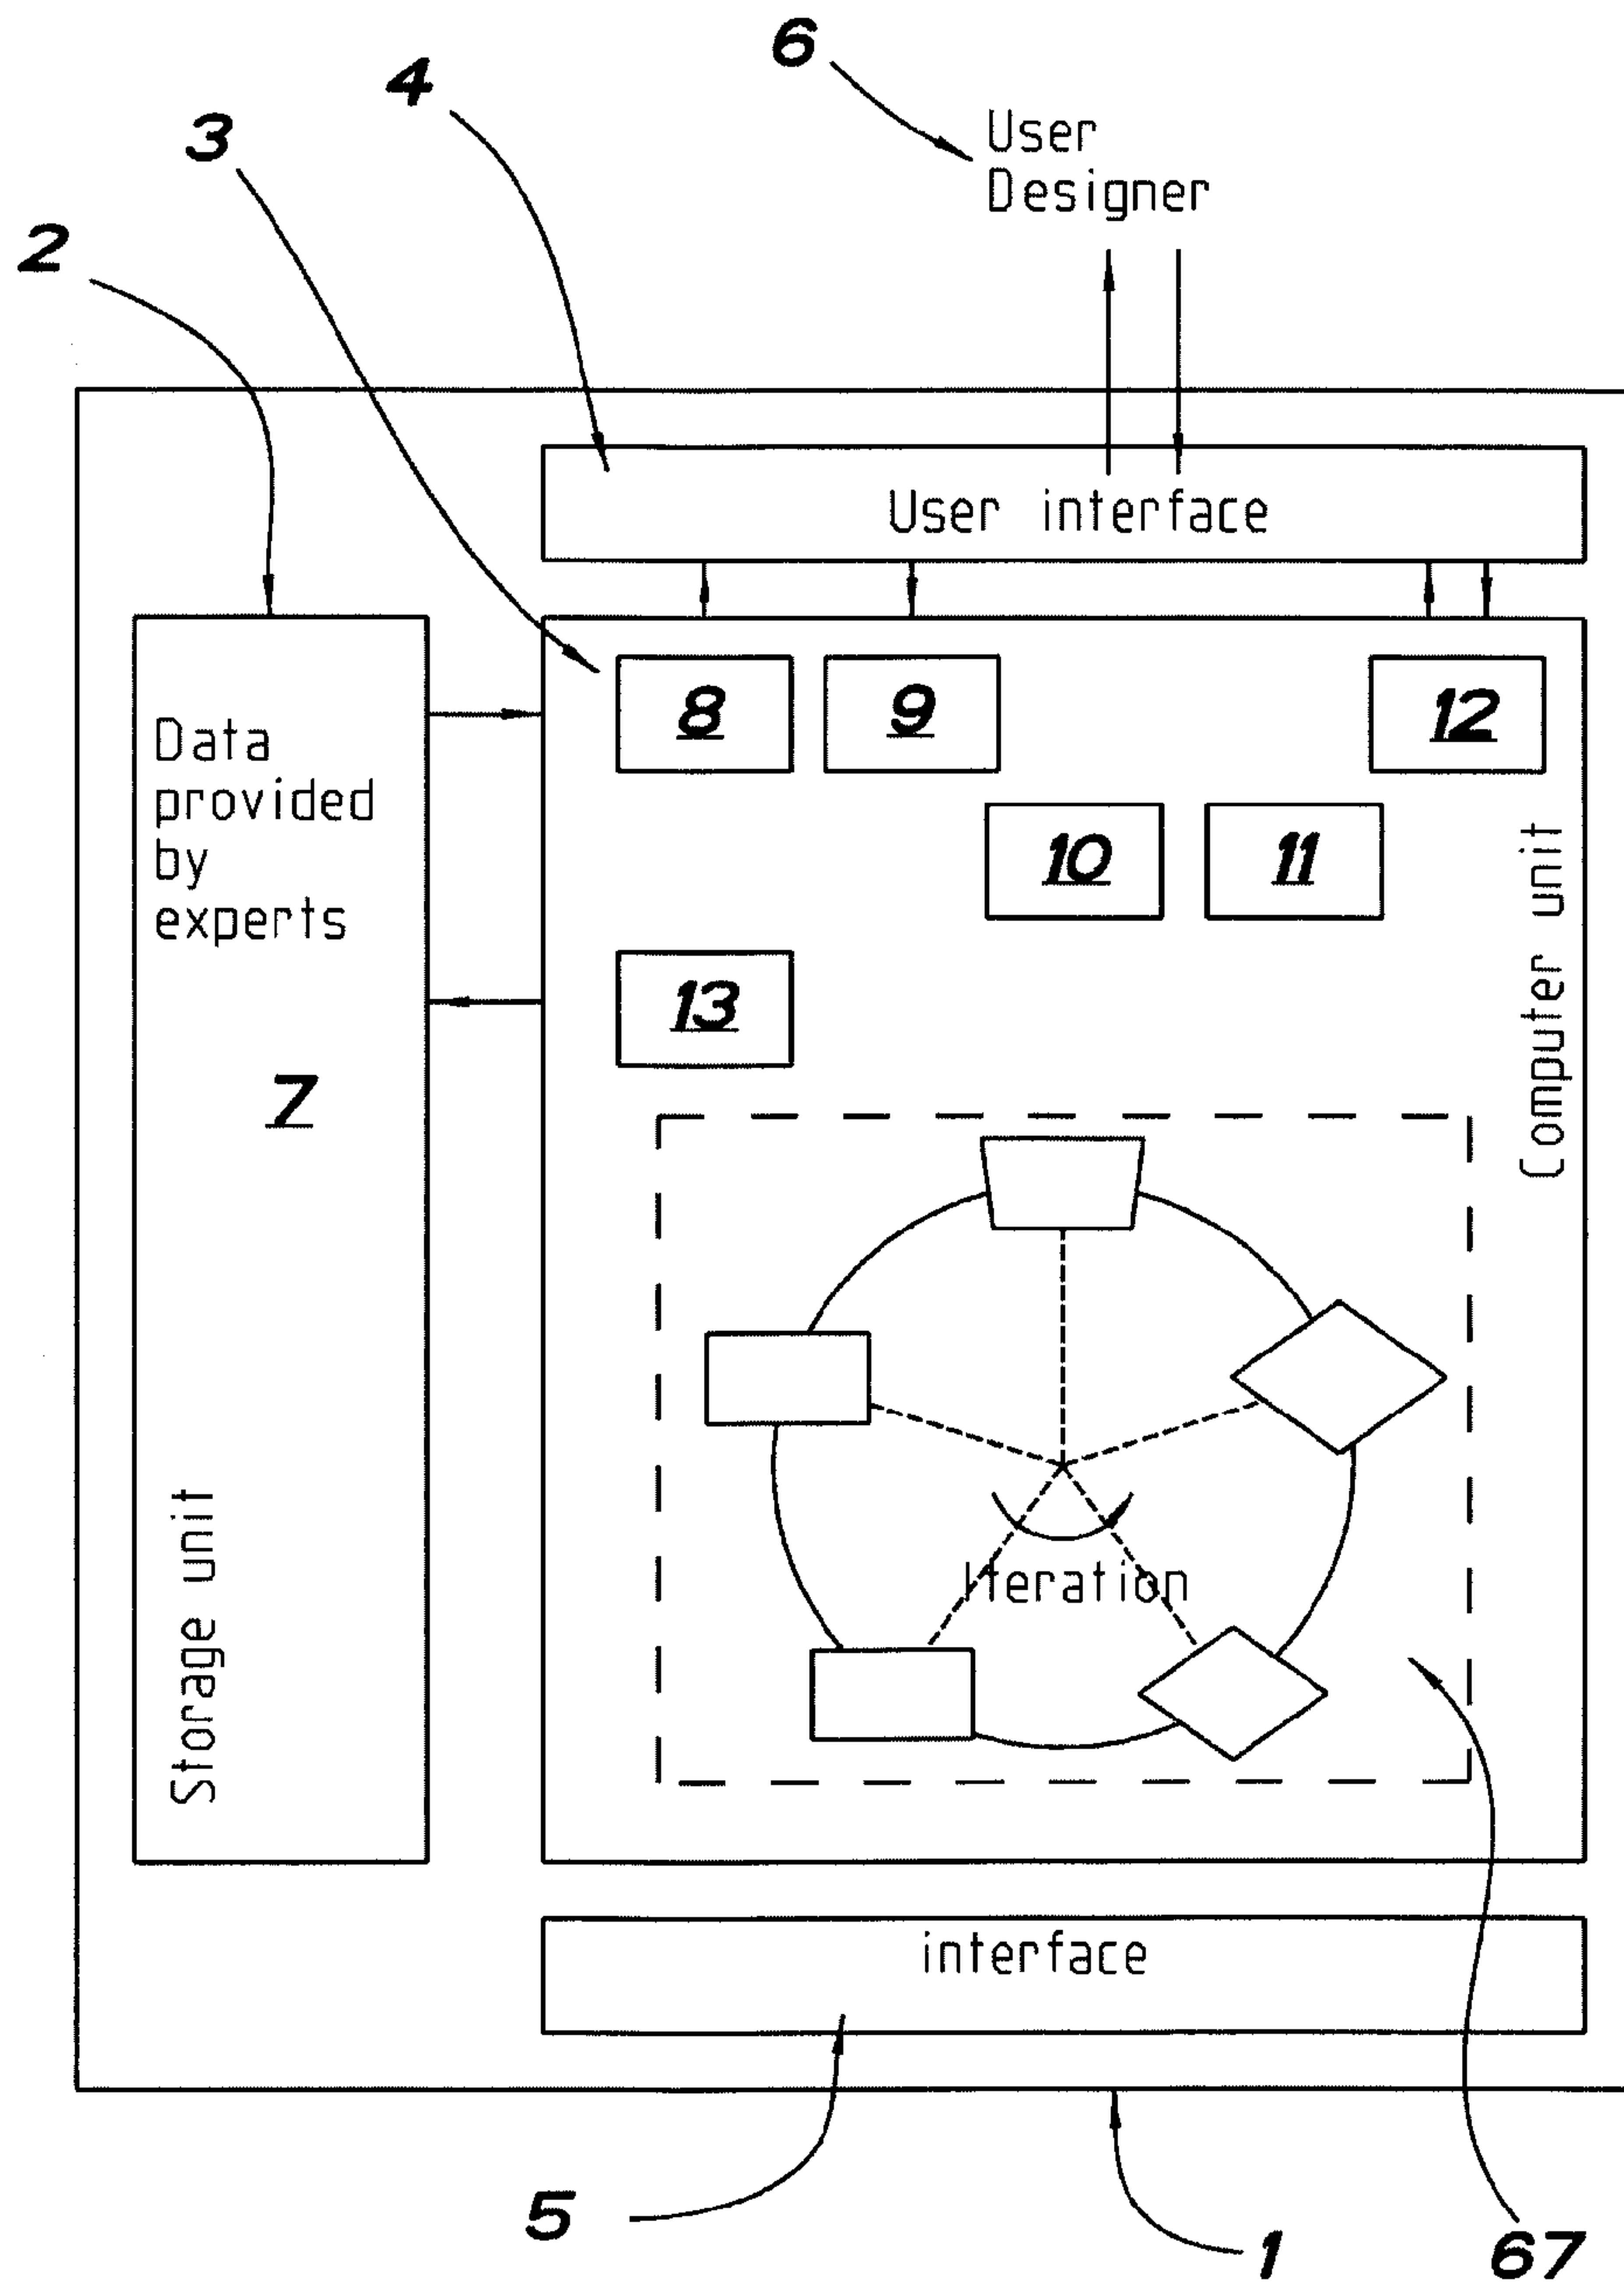 6
4
User
Designer
3
2
User interface
8
9
12
Data
provided
by
experts
10
11
Computer unit
13
7
Iteration
Storage unit
interface
5
1
67